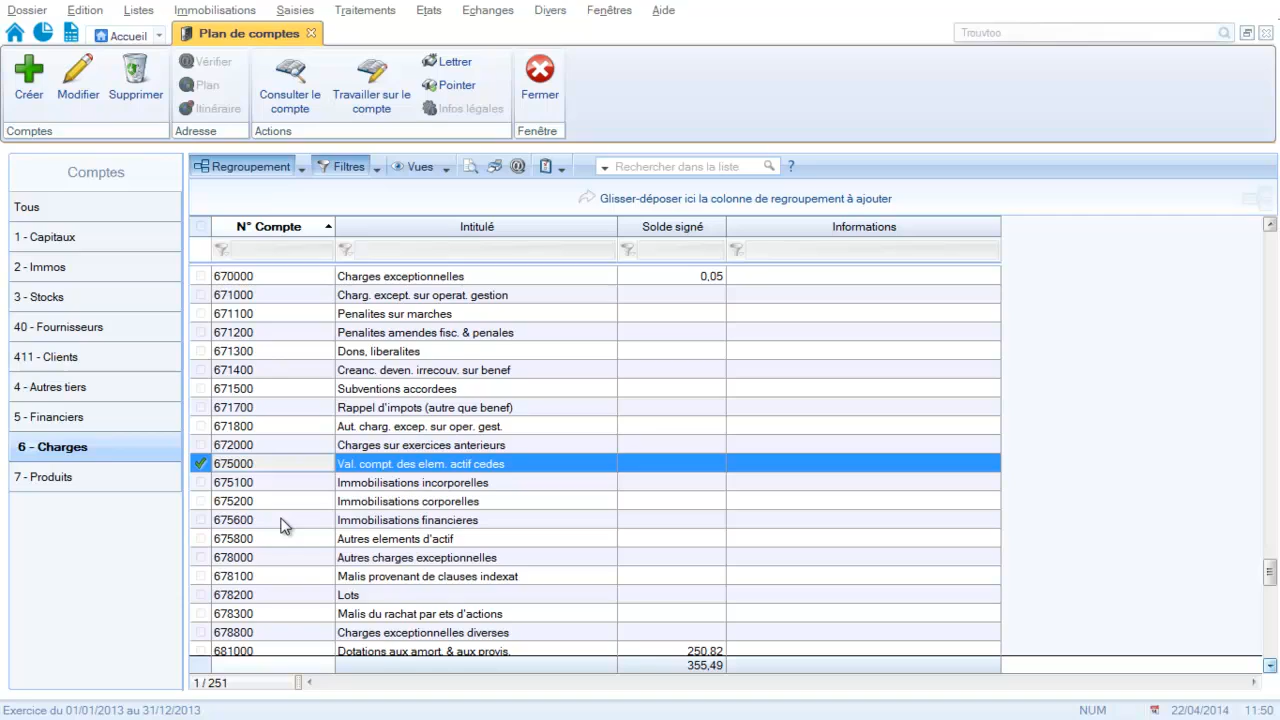 Dossier Edition Listes Immobilisations Saisies Traitements Etats Echanges Divers Fenêtres Aide
Accueil Plan de comptes Trouvtoo
Créer Modifier Supprimer
Vérifier
Plan
Itinéraire
Consulter le compte
Travailler sur le compte
Lettrer
Pointer
Infos légales
Fermer
Comptes Adresse Actions Fenêtre
Comptes
Tous
1 - Capitaux
2 - Immos
3 - Stocks
40 - Fournisseurs
411 - Clients
4 - Autres tiers
5 - Financiers
6 - Charges
7 - Produits
Regroupement Filtres Vues Rechercher dans la liste ?
Glisser-déposer ici la colonne de regroupement à ajouter
N° Compte Intitulé Solde signé Informations
670000 Charges exceptionnelles 0,05
671000 Charg. except. sur operat. gestion
671100 Penalites sur marches
671200 Penalites amendes fisc. & penales
671300 Dons, liberalites
671400 Creanc. deven. irrecouv. sur benef
671500 Subventions accordees
671700 Rappel d'impots (autre que benef)
671800 Aut. charg. excep. sur oper. gest.
672000 Charges sur exercices anterieurs
675000 Val. compt. des elem. actif cedes
675100 Immobilisations incorporelles
675200 Immobilisations corporelles
675600 Immobilisations financieres
675800 Autres elements d'actif
678000 Autres charges exceptionnelles
678100 Malis provenant de clauses indexat
678200 Lots
678300 Malis du rachat par ets d'actions
678800 Charges exceptionnelles diverses
681000 Dotations aux amort. & aux provis. 250,82
355,49
1 / 251
Exercice du 01/01/2013 au 31/12/2013 NUM 22/04/2014 11:50